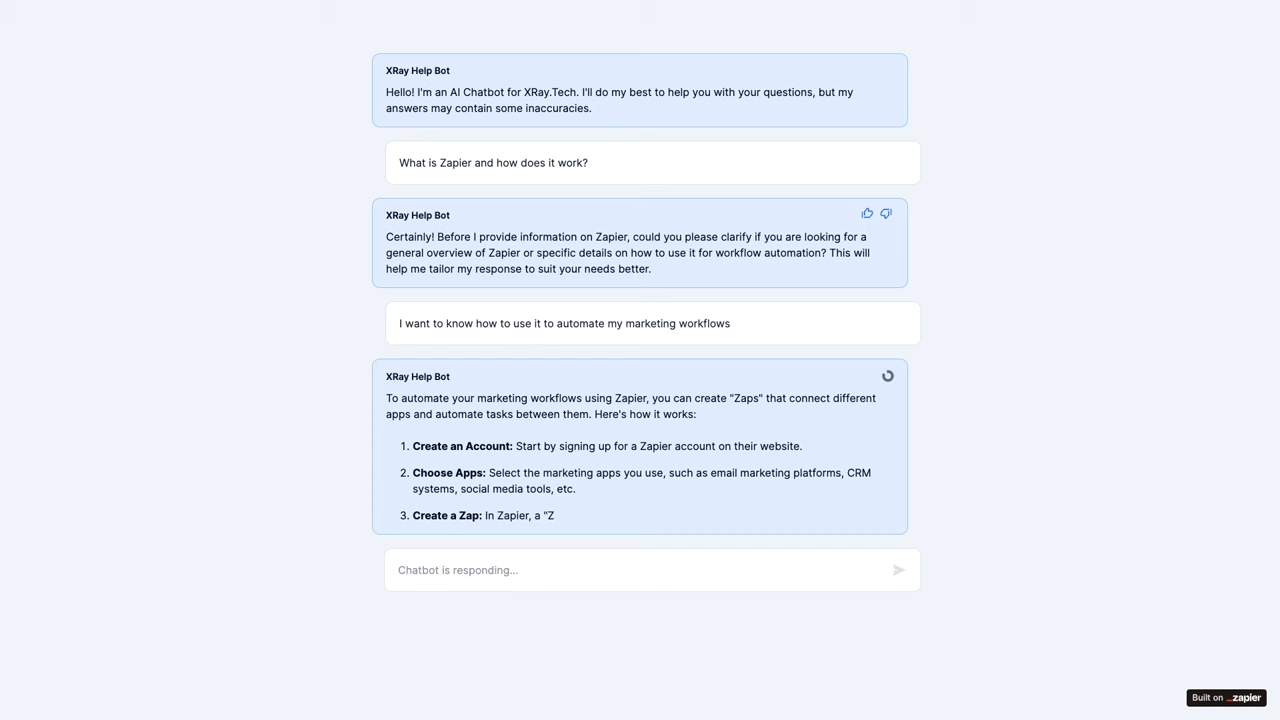 XRay Help Bot
Hello! I'm an AI Chatbot for XRay.Tech. I'll do my best to help you with your questions, but my
answers may contain some inaccuracies.
What is Zapier and how does it work?
XRay Help Bot
Certainly! Before I provide information on Zapier, could you please clarify if you are looking for a
general overview of Zapier or specific details on how to use it for workflow automation? This will
help me tailor my response to suit your needs better.
I want to know how to use it to automate my marketing workflows
XRay Help Bot
To automate your marketing workflows using Zapier, you can create "Zaps" that connect different
apps and automate tasks between them. Here's how it works:
1. Create an Account: Start by signing up for a Zapier account on their website.
2. Choose Apps: Select the marketing apps you use, such as email marketing platforms, CRM
systems, social media tools, etc.
3. Create a Zap: In Zapier, a "Z
Chatbot is responding...
Built on _zapier